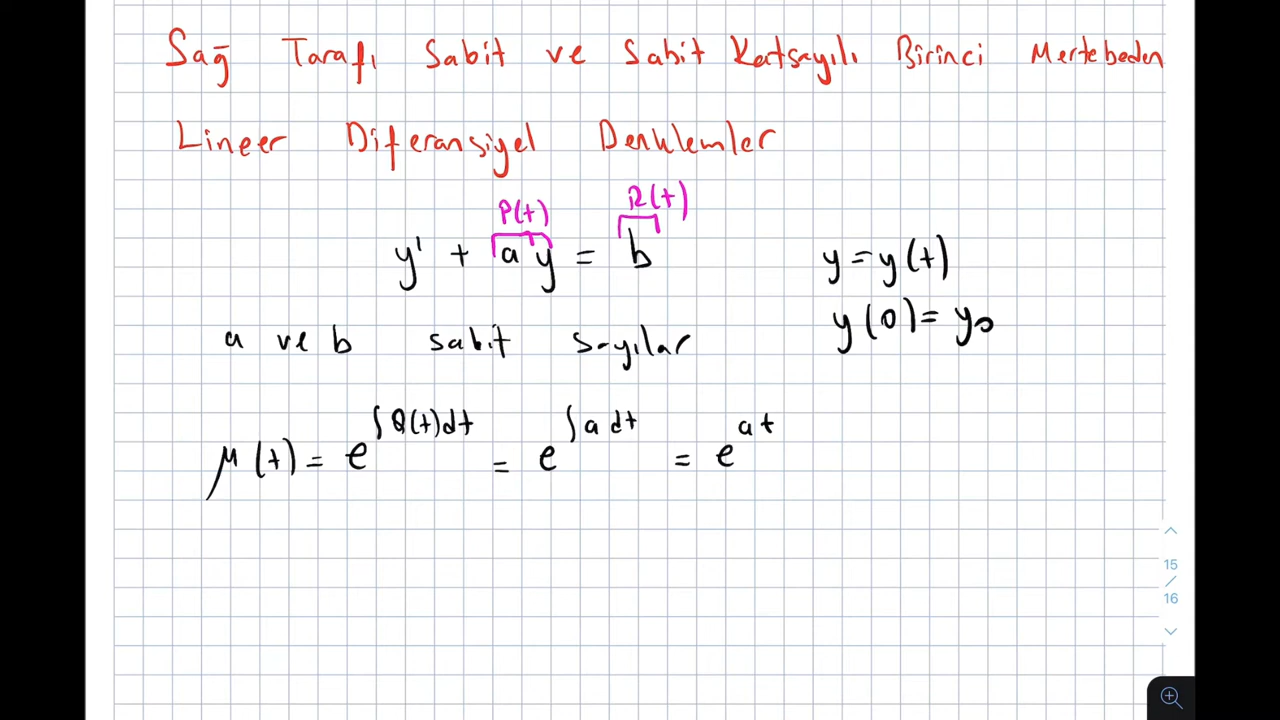 Sağ Tarafı Sabit ve Sabit Katsayılı Birinci Mertebeden
Lineer Diferansiyel Denklemler
P(t) R(t)
y' + ay = b
y = y(t)
y(0) = y₀
a ve b sabit sayılar
μ(t) = e^∫Q(t)dt = e^∫a dt = e^at
15
/
16